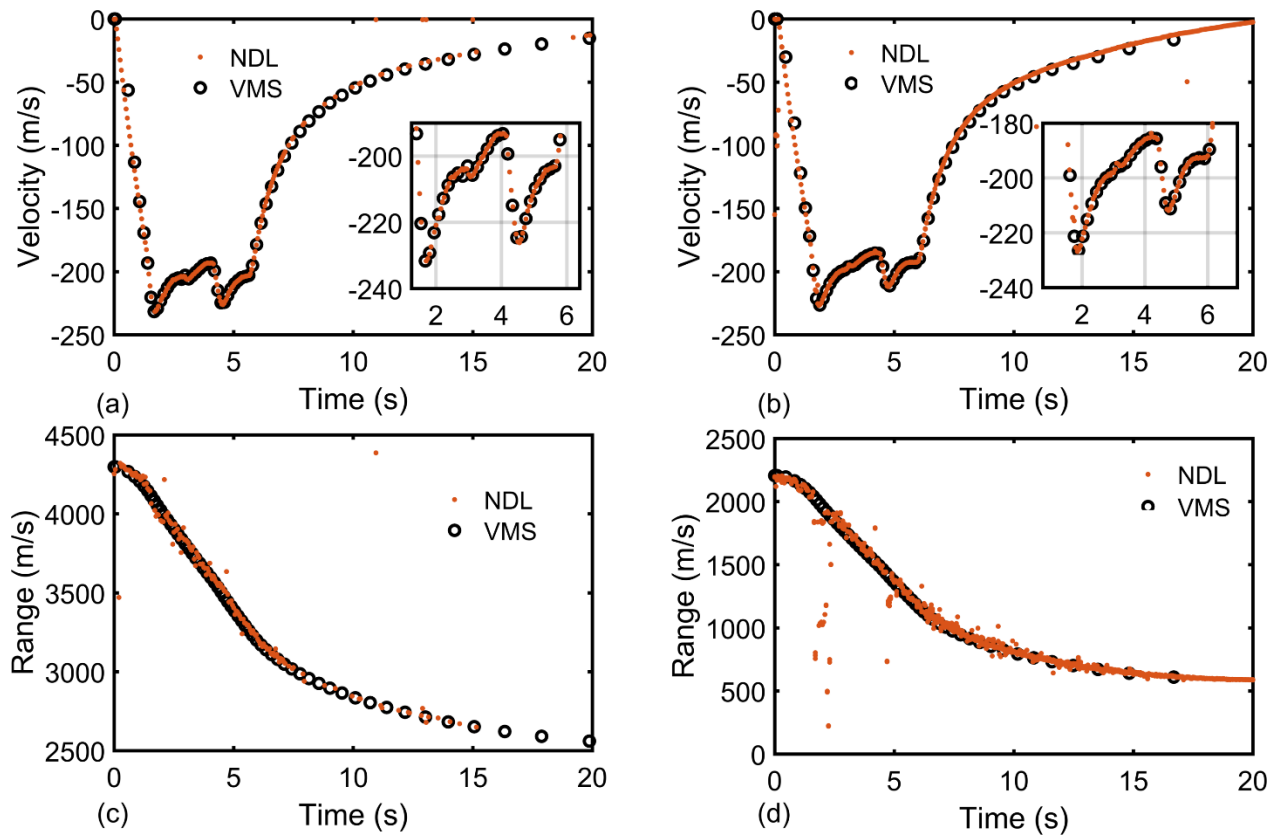 0
-50
-100
-150
-200
-250
Velocity (m/s)
NDL
VMS
-200
-220
-240
2 4 6
0 5 10 15 20
Time (s)
(a)
0
-50
-100
-150
-200
-250
Velocity (m/s)
NDL
VMS
-180
-200
-220
-240
2 4 6
0 5 10 15 20
Time (s)
(b)
4500
4000
3500
3000
2500
Range (m/s)
NDL
VMS
0 5 10 15 20
Time (s)
(c)
2500
2000
1500
1000
500
0
Range (m/s)
NDL
VMS
0 5 10 15 20
Time (s)
(d)